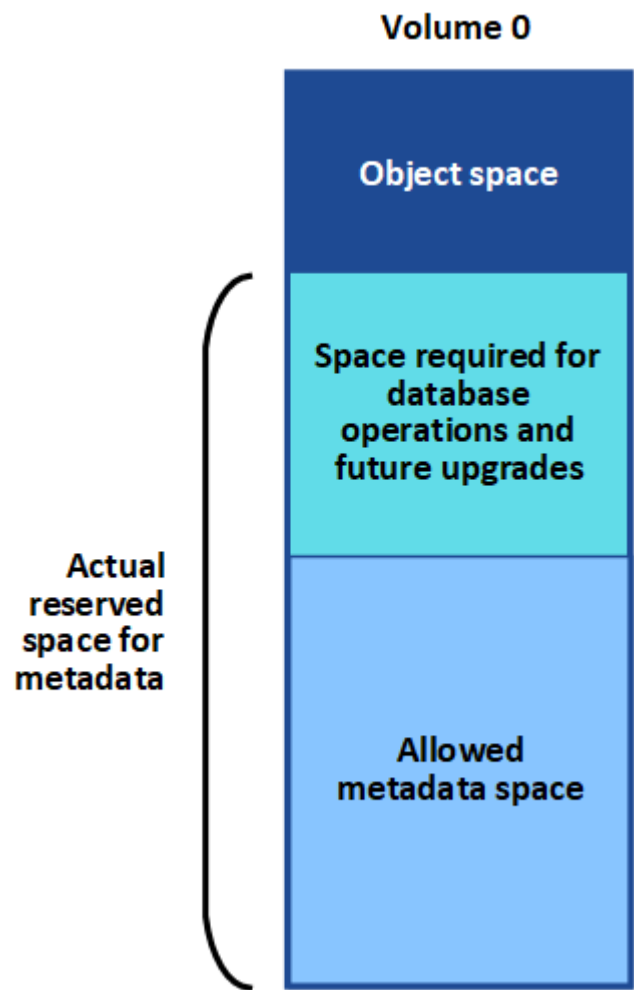 Volume 0
Object space
Space required for
database
operations and
future upgrades
Actual
reserved
space for
metadata
Allowed
metadata space